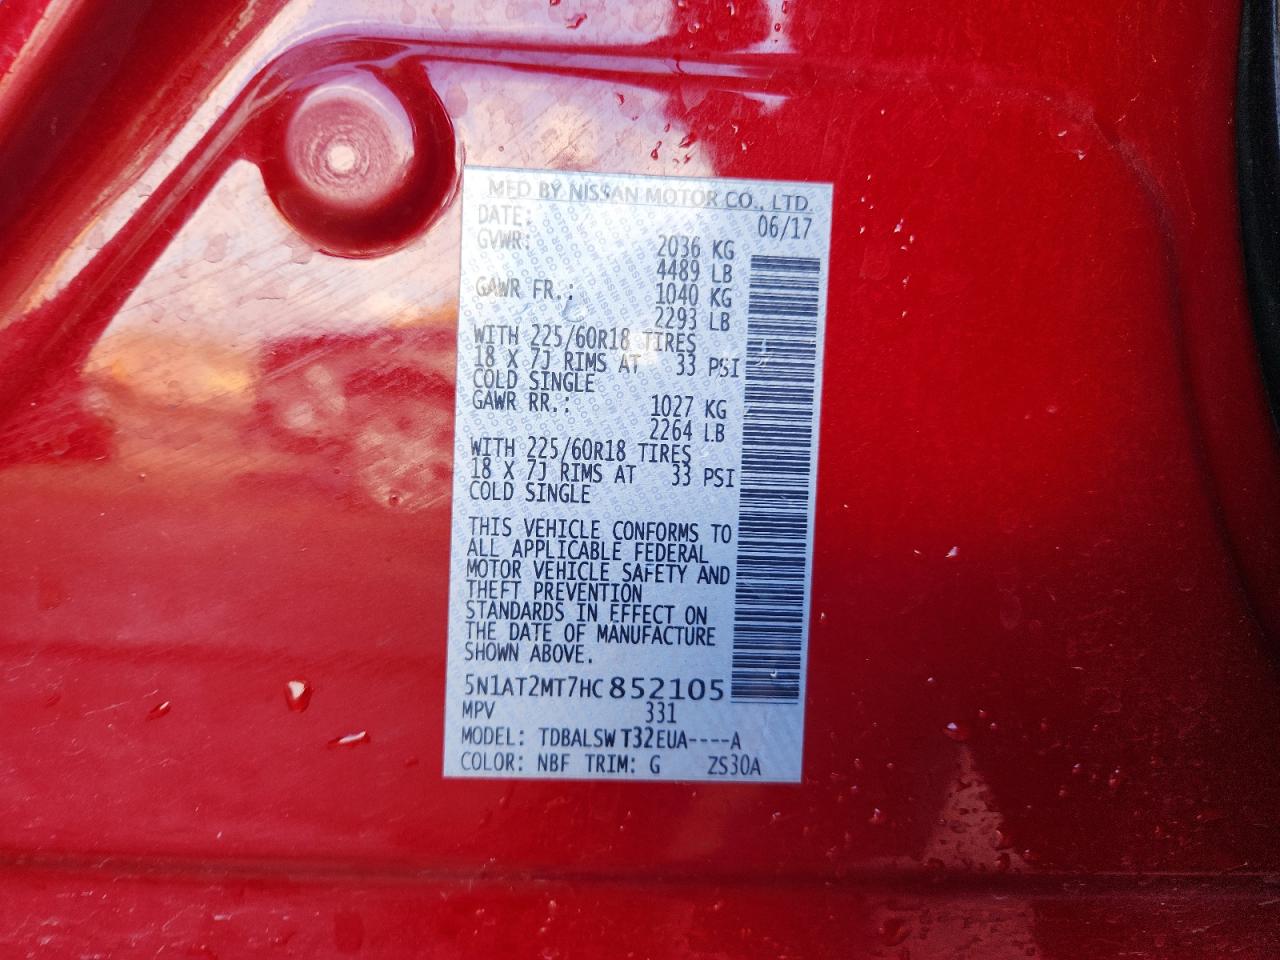 MFD BY NISSAN MOTOR CO., LTD.
DATE: 06/17
GVWR: 2036 KG
4489 LB
GAWR FR.: 1040 KG
2293 LB
WITH 225/60R18 TIRES
18 X 7J RIMS AT 33 PSI
COLD SINGLE
GAWR RR.: 1027 KG
2264 LB
WITH 225/60R18 TIRES
18 X 7J RIMS AT 33 PSI
COLD SINGLE
THIS VEHICLE CONFORMS TO
ALL APPLICABLE FEDERAL
MOTOR VEHICLE SAFETY AND
THEFT PREVENTION
STANDARDS IN EFFECT ON
THE DATE OF MANUFACTURE
SHOWN ABOVE.
5N1AT2MT7HC852105
MPV 331
MODEL: TDBALSWT32EUA----A
COLOR: NBF TRIM: G ZS30A